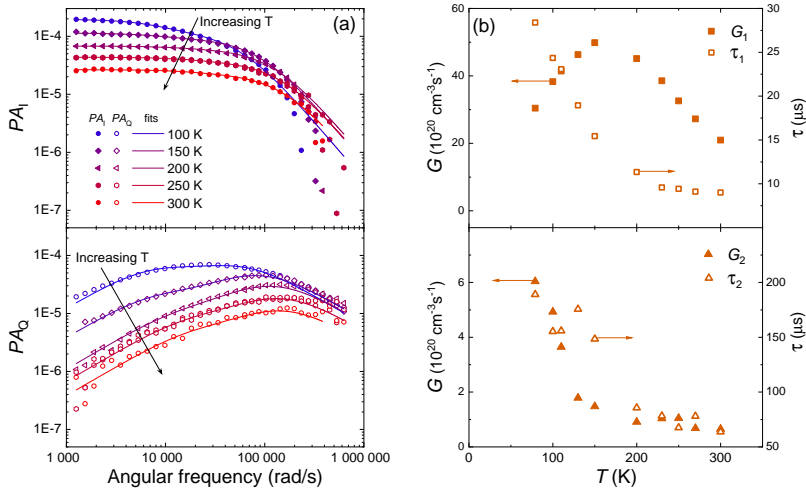 (a)
Increasing T
1E-4
1E-5
1E-6
1E-7
PA_I
PA_I PA_Q fits
100 K
150 K
200 K
250 K
300 K
Increasing T
1E-4
1E-5
1E-6
1E-7
PA_Q
1 000 10 000 100 000 1 000 000
Angular frequency (rad/s)
(b)
G_1
τ_1
60
40
20
0
G (10^20 cm-3s-1)
30
25
20
15
10
τ (μs)
G_2
τ_2
6
4
2
0
G (10^20 cm-3s-1)
200
150
100
50
τ (μs)
0 100 200 300
T (K)